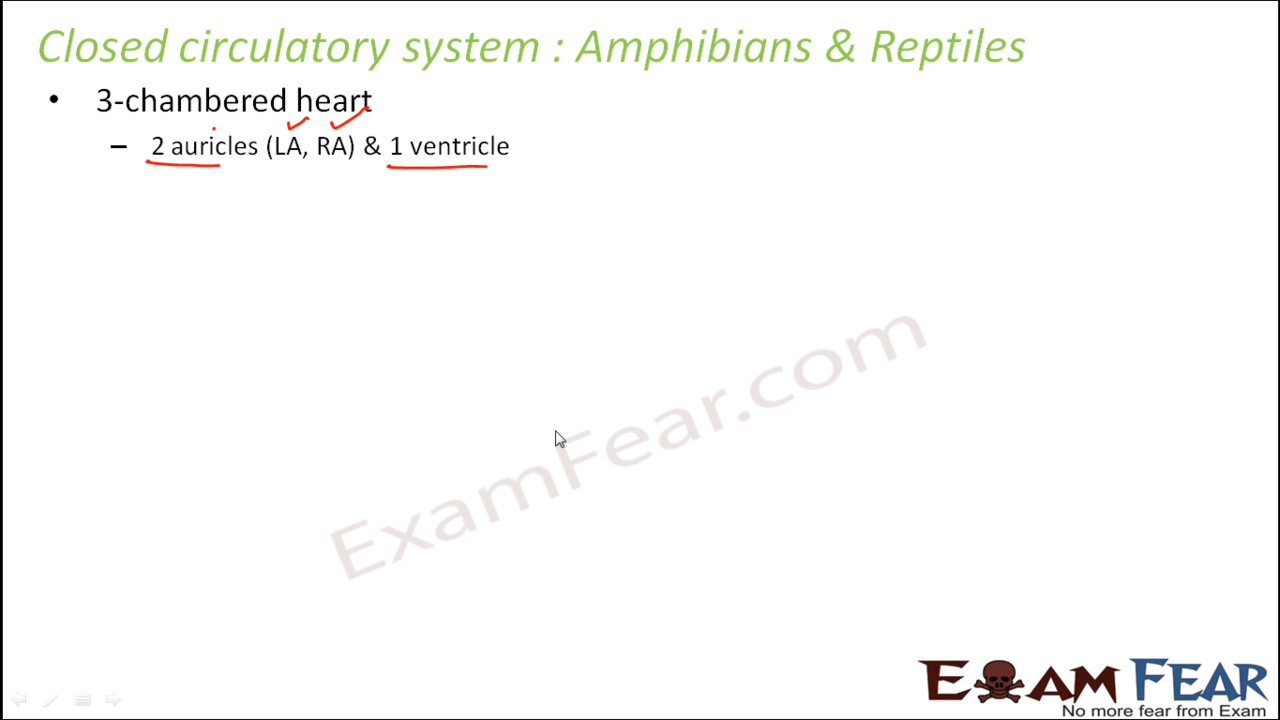 Closed circulatory system : Amphibians & Reptiles
• 3-chambered heart
– 2 auricles (LA, RA) & 1 ventricle
ExamFear.com
EXAM FEAR
No more fear from Exam